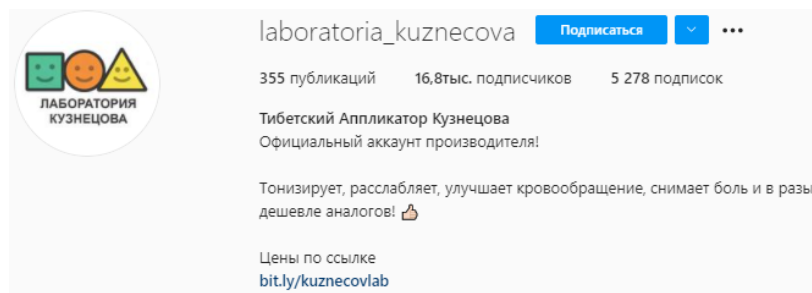 laboratoria_kuznecova Подписаться
355 публикаций 16,8тыс. подписчиков 5 278 подписок
ЛАБОРАТОРИЯ
КУЗНЕЦОВА
Тибетский Аппликатор Кузнецова
Официальный аккаунт производителя!
Тонизирует, расслабляет, улучшает кровообращение, снимает боль и в разы
дешевле аналогов! 👍
Цены по ссылке
bit.ly/kuznecovlab